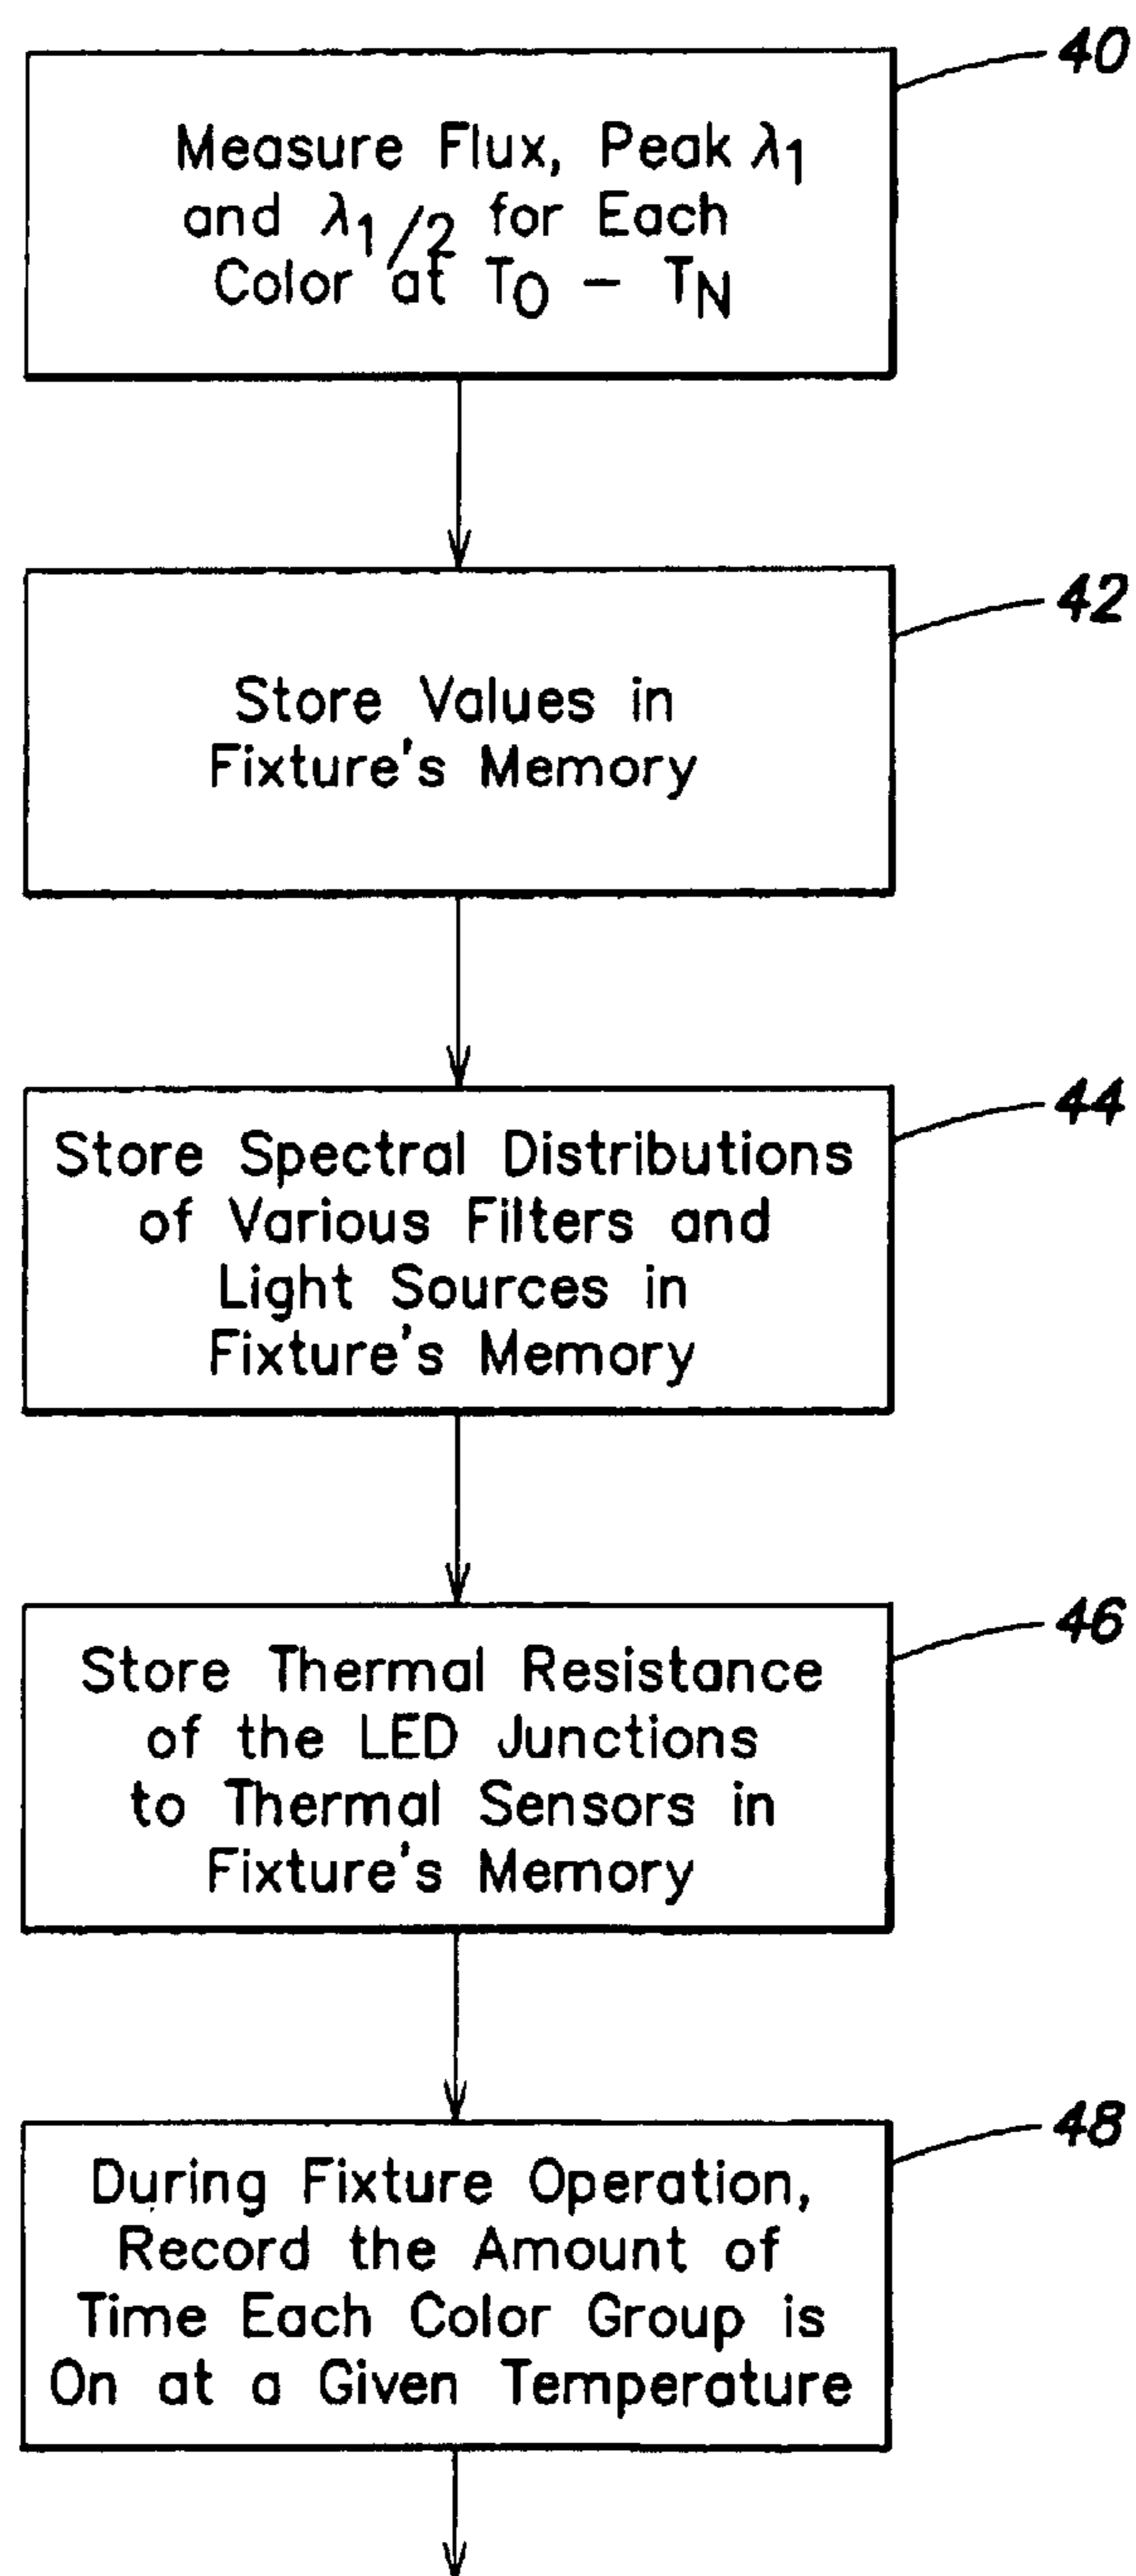 40
Measure Flux, Peak λ1
and λ1/2 for Each
Color at T0 – TN
42
Store Values in
Fixture's Memory
44
Store Spectral Distributions
of Various Filters and
Light Sources in
Fixture's Memory
46
Store Thermal Resistance
of the LED Junctions
to Thermal Sensors in
Fixture's Memory
48
During Fixture Operation,
Record the Amount of
Time Each Color Group is
On at a Given Temperature